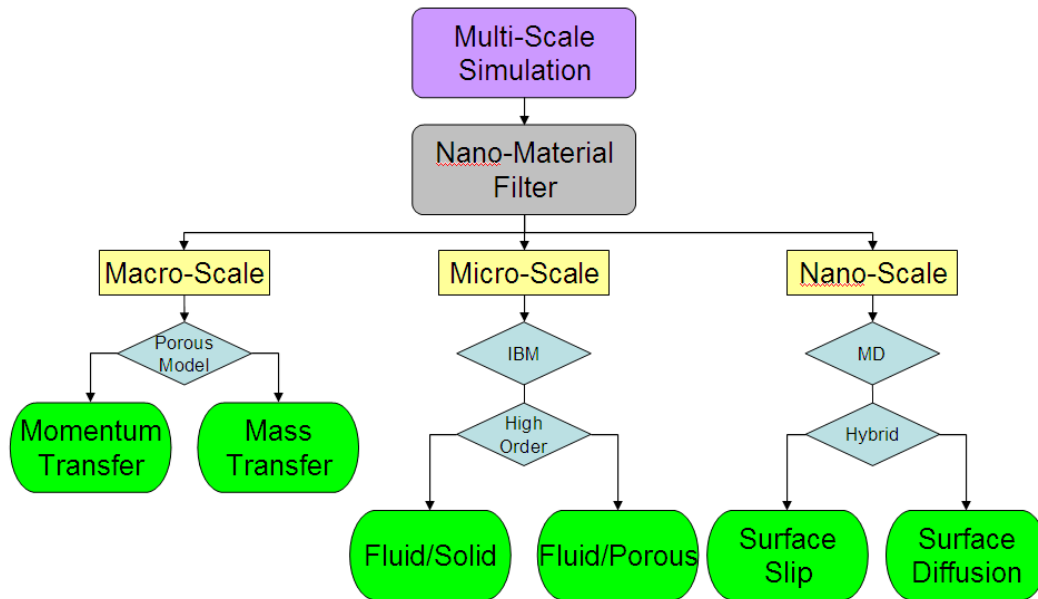 Multi-Scale
Simulation
Nano-Material
Filter
Macro-Scale
Micro-Scale
Nano-Scale
Porous
Model
IBM
MD
Momentum
Transfer
Mass
Transfer
High
Order
Hybrid
Fluid/Solid
Fluid/Porous
Surface
Slip
Surface
Diffusion